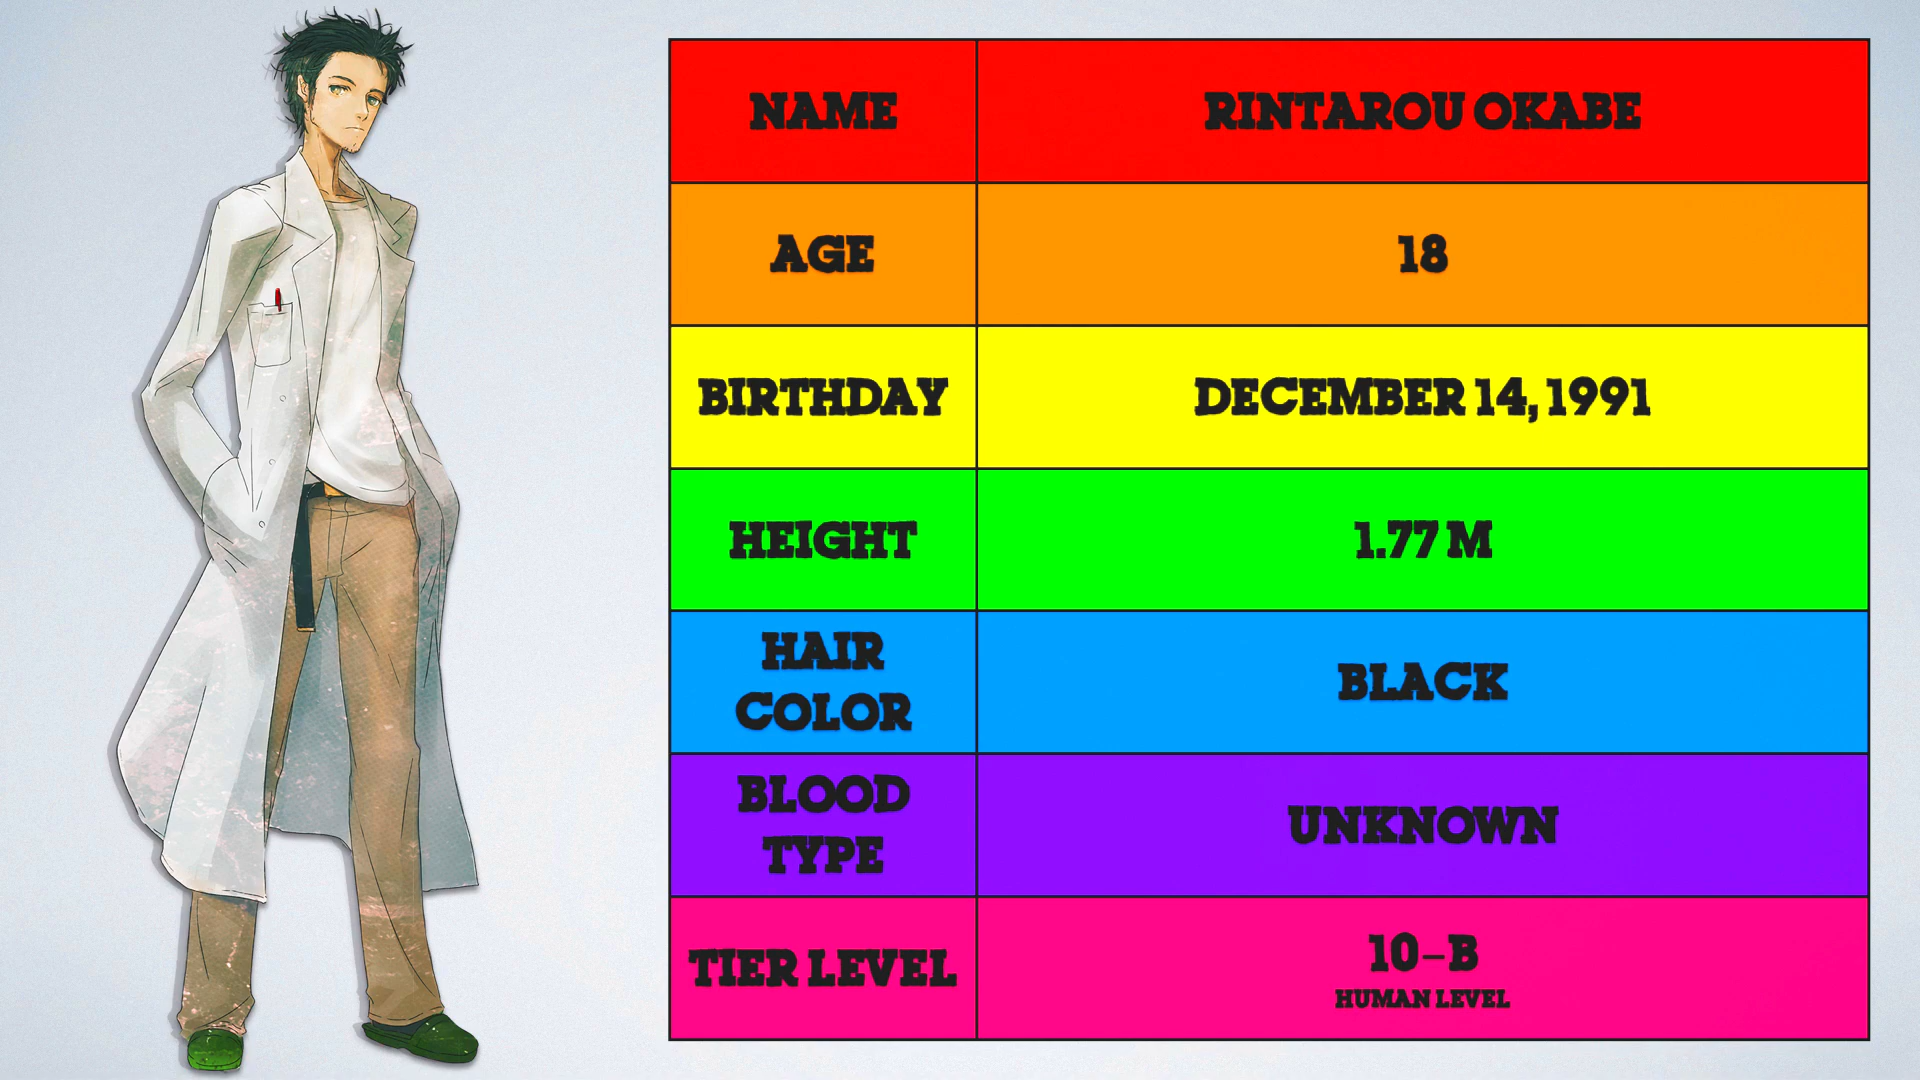 NAME
RINTAROU OKABE
AGE
18
BIRTHDAY
DECEMBER 14, 1991
HEIGHT
1.77 M
HAIR
COLOR
BLACK
BLOOD
TYPE
UNKNOWN
TIER LEVEL
10-B
HUMAN LEVEL